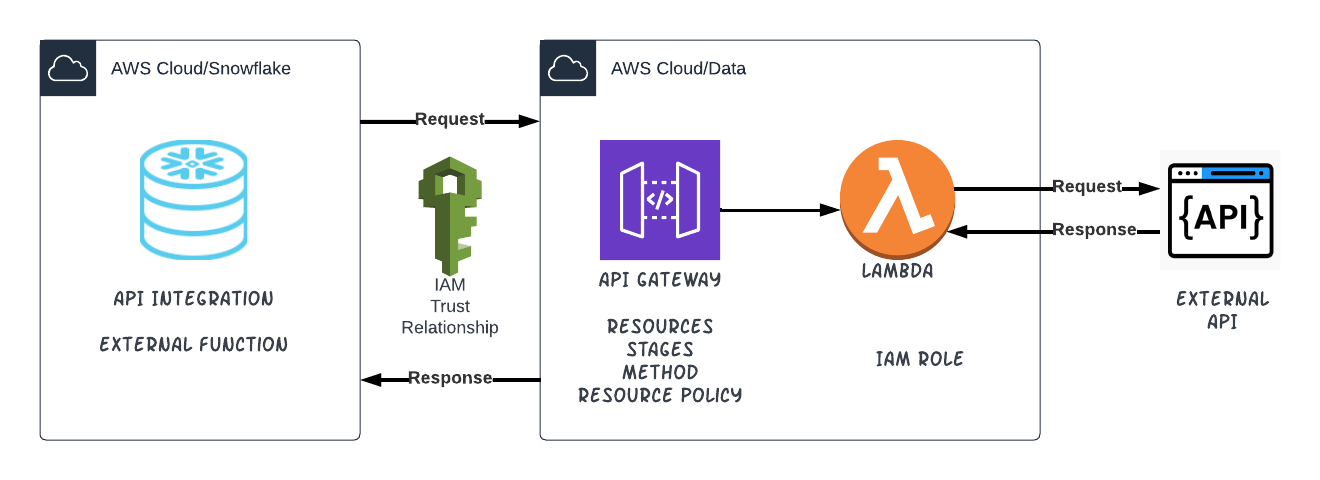 AWS Cloud/Snowflake
API INTEGRATION
EXTERNAL FUNCTION
Request
IAM
Trust
Relationship
Response
AWS Cloud/Data
</>
API GATEWAY
RESOURCES
STAGES
METHOD
RESOURCE POLICY
λ
LAMBDA
IAM ROLE
Request
Response
{API}
EXTERNAL
API